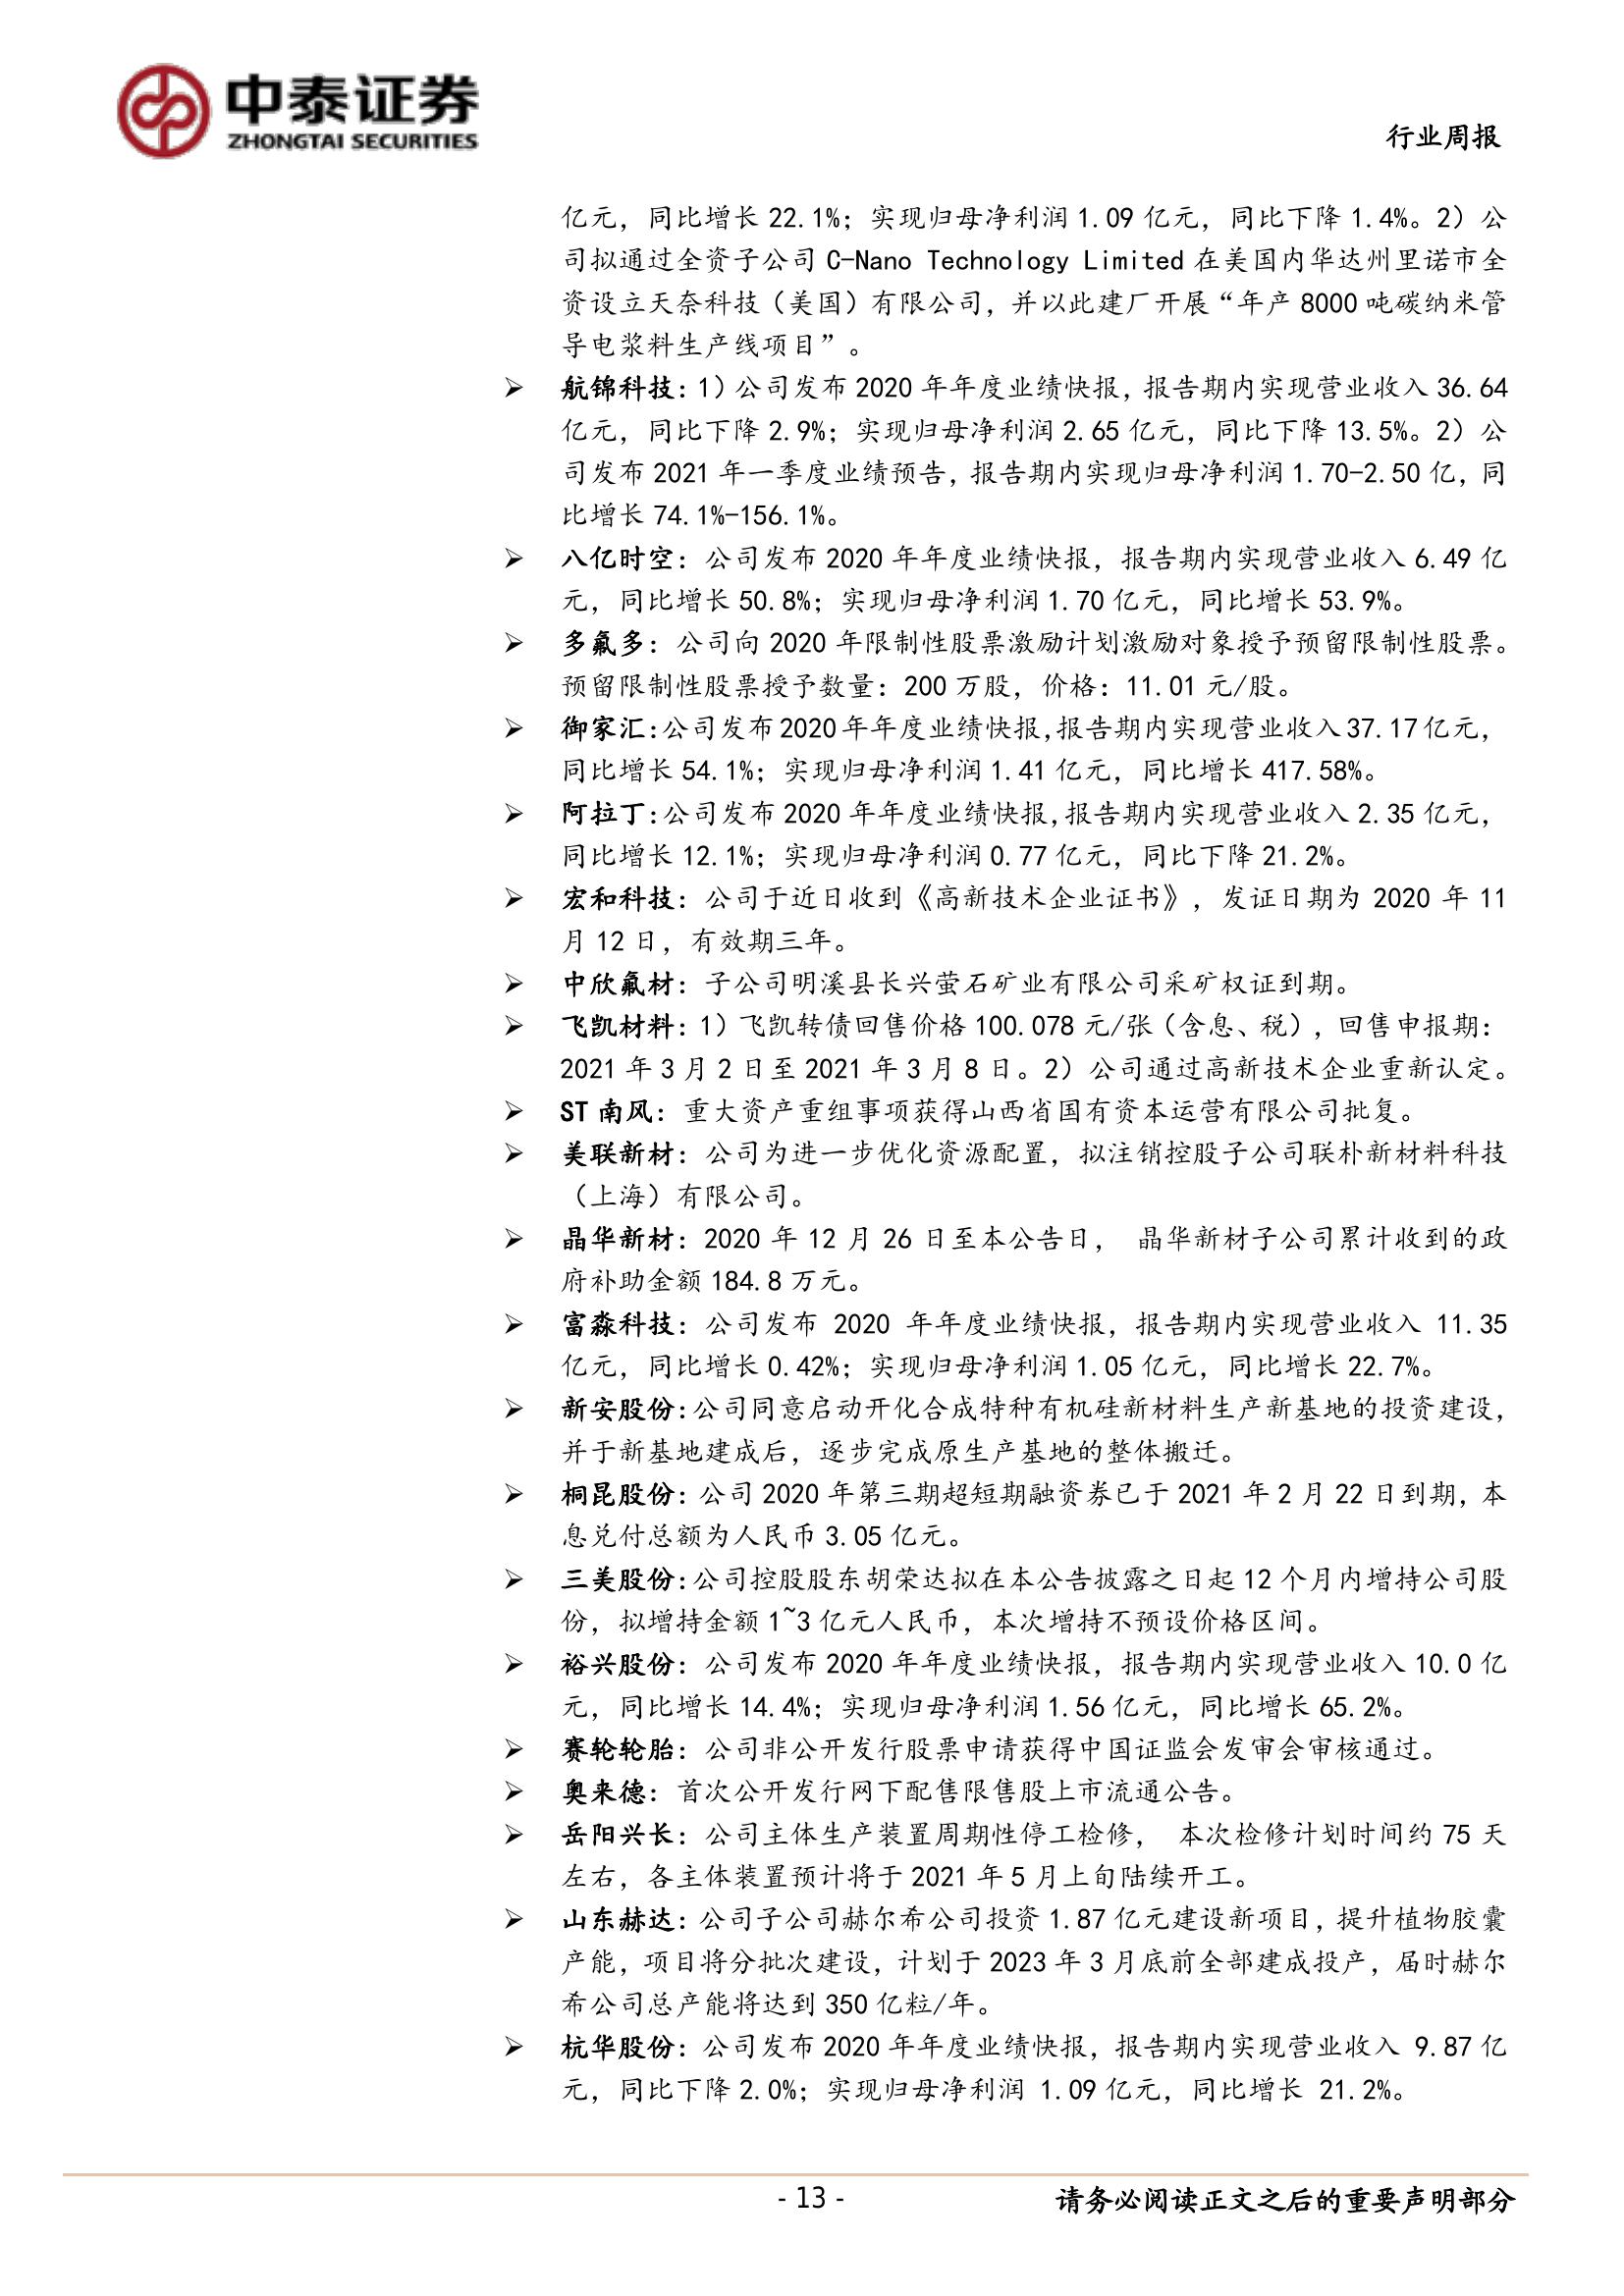 中泰证券
ZHONGTAI SECURITIES
行业周报
亿元，同比增长 22.1%；实现归母净利润 1.09 亿元，同比下降 1.4%。2）公
司拟通过全资子公司 C-Nano Technology Limited 在美国内华达州里诺市全
资设立天奈科技（美国）有限公司，并以此建厂开展“年产 8000 吨碳纳米管
导电浆料生产线项目”。
➢ 航锦科技：1）公司发布 2020 年年度业绩快报，报告期内实现营业收入 36.64
亿元，同比下降 2.9%；实现归母净利润 2.65 亿元，同比下降 13.5%。2）公
司发布 2021 年一季度业绩预告，报告期内实现归母净利润 1.70-2.50 亿，同
比增长 74.1%-156.1%。
➢ 八亿时空：公司发布 2020 年年度业绩快报，报告期内实现营业收入 6.49 亿
元，同比增长 50.8%；实现归母净利润 1.70 亿元，同比增长 53.9%。
➢ 多氟多：公司向 2020 年限制性股票激励计划激励对象授予预留限制性股票。
预留限制性股票授予数量：200 万股，价格：11.01 元/股。
➢ 御家汇：公司发布 2020 年年度业绩快报，报告期内实现营业收入 37.17 亿元，
同比增长 54.1%；实现归母净利润 1.41 亿元，同比增长 417.58%。
➢ 阿拉丁：公司发布 2020 年年度业绩快报，报告期内实现营业收入 2.35 亿元，
同比增长 12.1%；实现归母净利润 0.77 亿元，同比下降 21.2%。
➢ 宏和科技：公司于近日收到《高新技术企业证书》，发证日期为 2020 年 11
月 12 日，有效期三年。
➢ 中欣氟材：子公司明溪县长兴萤石矿业有限公司采矿权证到期。
➢ 飞凯材料：1）飞凯转债回售价格 100.078 元/张（含息、税），回售申报期：
2021 年 3 月 2 日至 2021 年 3 月 8 日。2）公司通过高新技术企业重新认定。
➢ ST 南风：重大资产重组事项获得山西省国有资本运营有限公司批复。
➢ 美联新材：公司为进一步优化资源配置，拟注销控股子公司联朴新材料科技
（上海）有限公司。
➢ 晶华新材：2020 年 12 月 26 日至本公告日， 晶华新材子公司累计收到的政
府补助金额 184.8 万元。
➢ 富淼科技：公司发布 2020 年年度业绩快报，报告期内实现营业收入 11.35
亿元，同比增长 0.42%；实现归母净利润 1.05 亿元，同比增长 22.7%。
➢ 新安股份：公司同意启动开化合成特种有机硅新材料生产新基地的投资建设，
并于新基地建成后，逐步完成原生产基地的整体搬迁。
➢ 桐昆股份：公司 2020 年第三期超短期融资券已于 2021 年 2 月 22 日到期，本
息兑付总额为人民币 3.05 亿元。
➢ 三美股份：公司控股股东胡荣达拟在本公告披露之日起 12 个月内增持公司股
份，拟增持金额 1~3 亿元人民币，本次增持不预设价格区间。
➢ 裕兴股份：公司发布 2020 年年度业绩快报，报告期内实现营业收入 10.0 亿
元，同比增长 14.4%；实现归母净利润 1.56 亿元，同比增长 65.2%。
➢ 赛轮轮胎：公司非公开发行股票申请获得中国证监会发审会审核通过。
➢ 奥来德：首次公开发行网下配售限售股上市流通公告。
➢ 岳阳兴长：公司主体生产装置周期性停工检修， 本次检修计划时间约 75 天
左右，各主体装置预计将于 2021 年 5 月上旬陆续开工。
➢ 山东赫达：公司子公司赫尔希公司投资 1.87 亿元建设新项目，提升植物胶囊
产能，项目将分批次建设，计划于 2023 年 3 月底前全部建成投产，届时赫尔
希公司总产能将达到 350 亿粒/年。
➢ 杭华股份：公司发布 2020 年年度业绩快报，报告期内实现营业收入 9.87 亿
元，同比下降 2.0%；实现归母净利润 1.09 亿元，同比增长 21.2%。
- 13 -
请务必阅读正文之后的重要声明部分